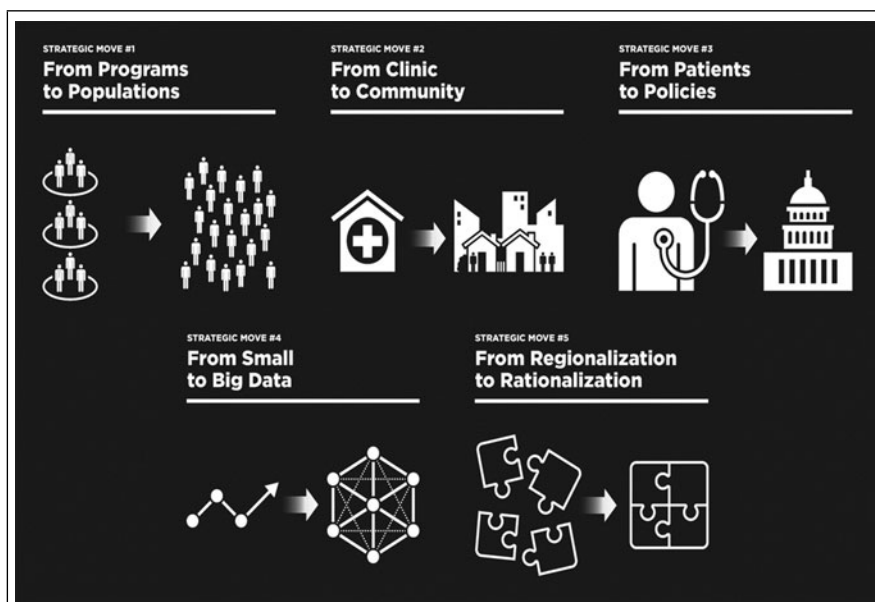 STRATEGIC MOVE #1
From Programs
to Populations
STRATEGIC MOVE #2
From Clinic
to Community
STRATEGIC MOVE #3
From Patients
to Policies
STRATEGIC MOVE #4
From Small
to Big Data
STRATEGIC MOVE #5
From Regionalization
to Rationalization